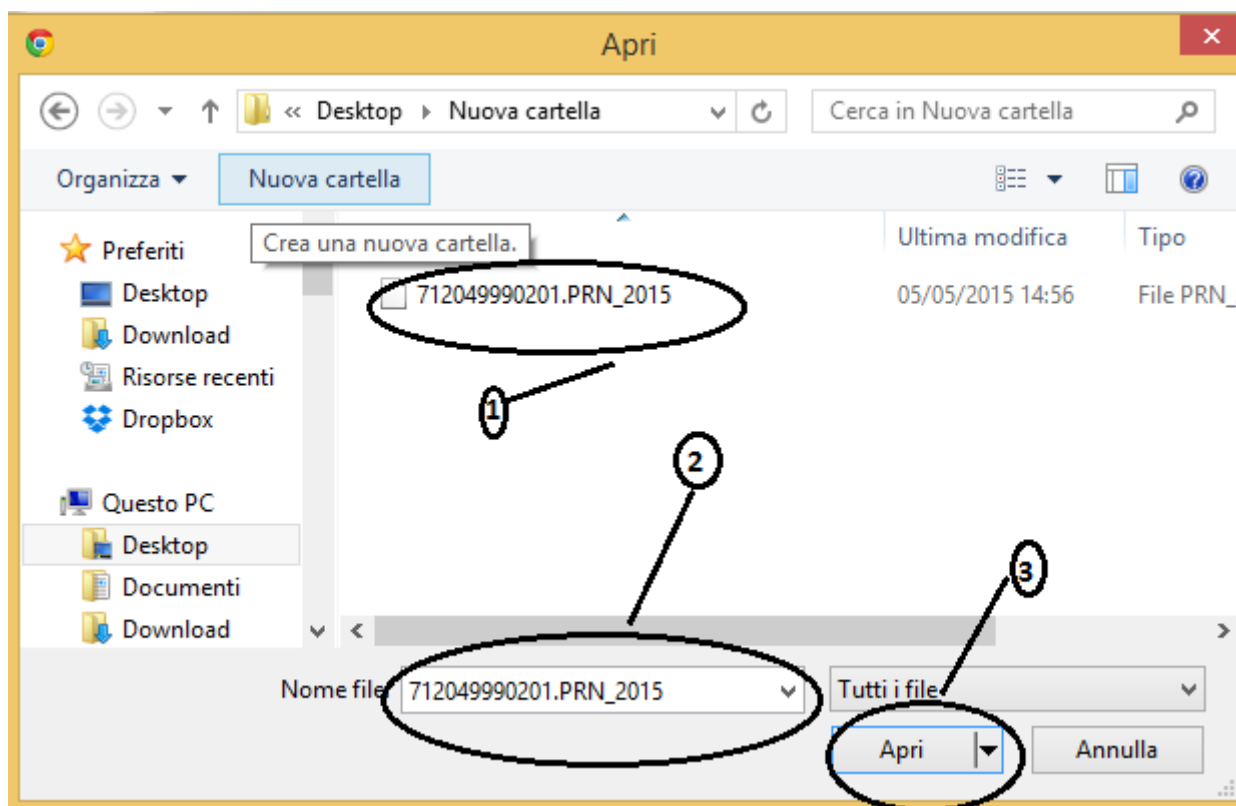 Apri
« Desktop Nuova cartella
Cerca in Nuova cartella
Organizza Nuova cartella
Crea una nuova cartella.
Ultima modifica Tipo
Preferiti
Desktop
Download
Risorse recenti
Dropbox
Questo PC
Desktop
Documenti
Download
712049990201.PRN_2015 05/05/2015 14:56 File PRN_
1
2
3
Nome file 712049990201.PRN_2015 Tutti i file
Apri Annulla